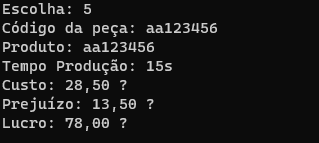 Escolha: 5
Código da peça: aa123456
Produto: aa123456
Tempo Produção: 15s
Custo: 28,50 ?
Prejuízo: 13,50 ?
Lucro: 78,00 ?